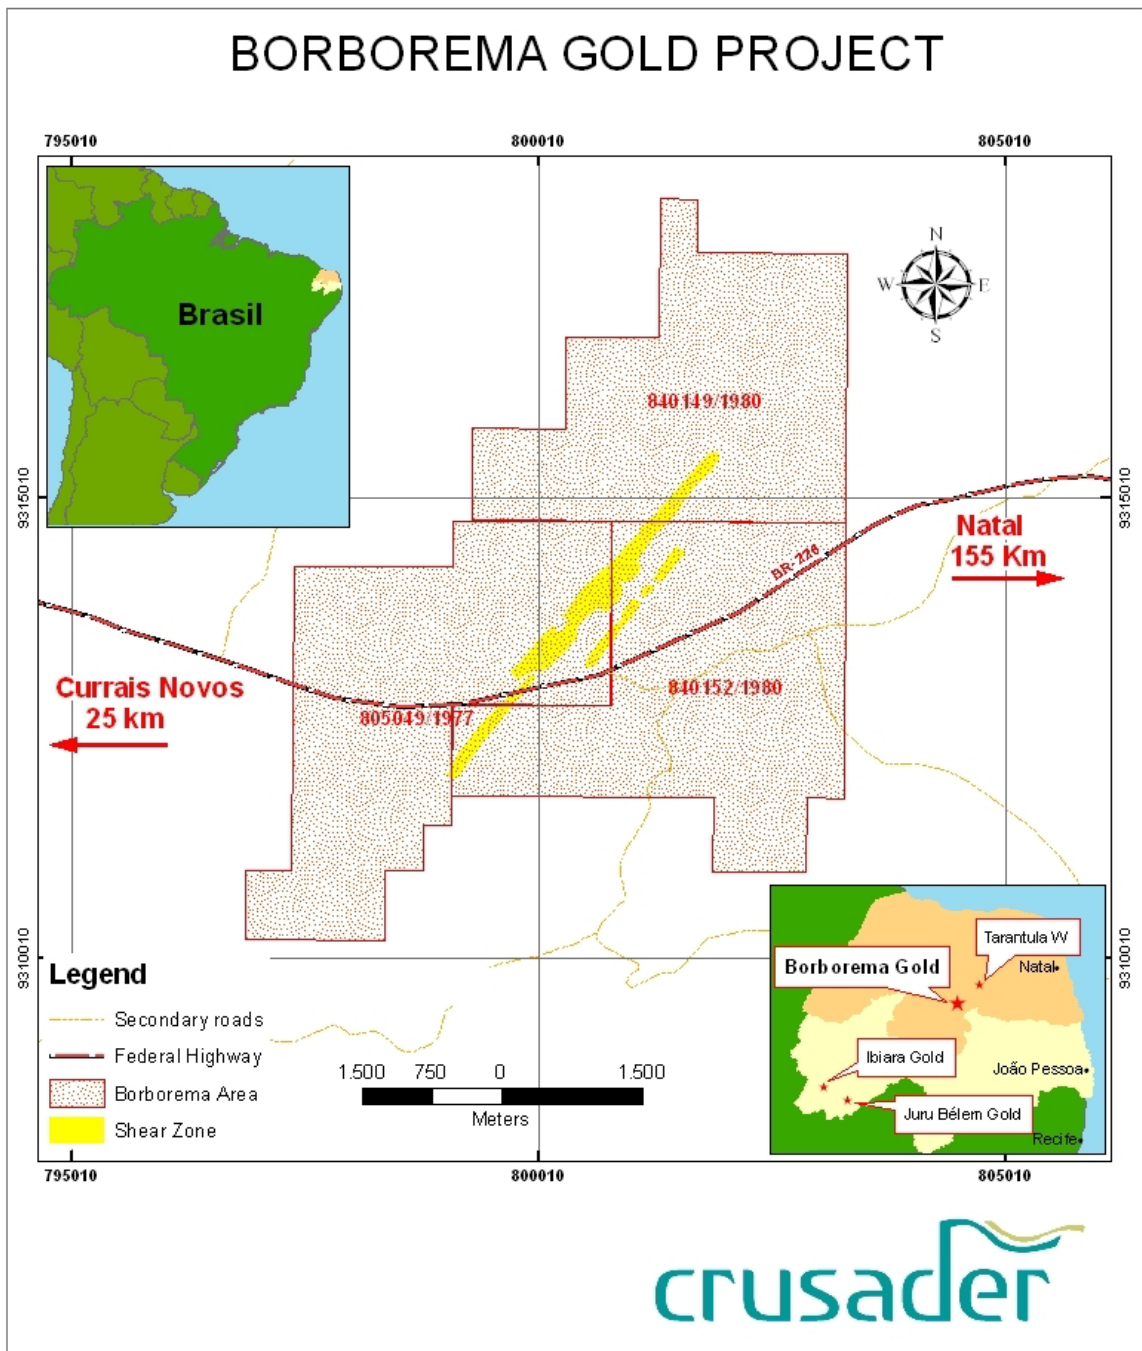 BORBOREMA GOLD PROJECT
795010
800010
805010
Brasil
N
W
E
S
840149/1980
9315010
9315010
Natal
155 Km
BR-226
Currais Novos
25 km
840152/1980
805049/1977
9310010
9310010
Legend
Secondary roads
Federal Highway
Borborema Area
Shear Zone
1.500 750 0 1.500
Meters
Tarantula W
Borborema Gold
Natal
Ibiara Gold
João Pessoa
Juru Bélem Gold
Recife
795010
800010
805010
crusader